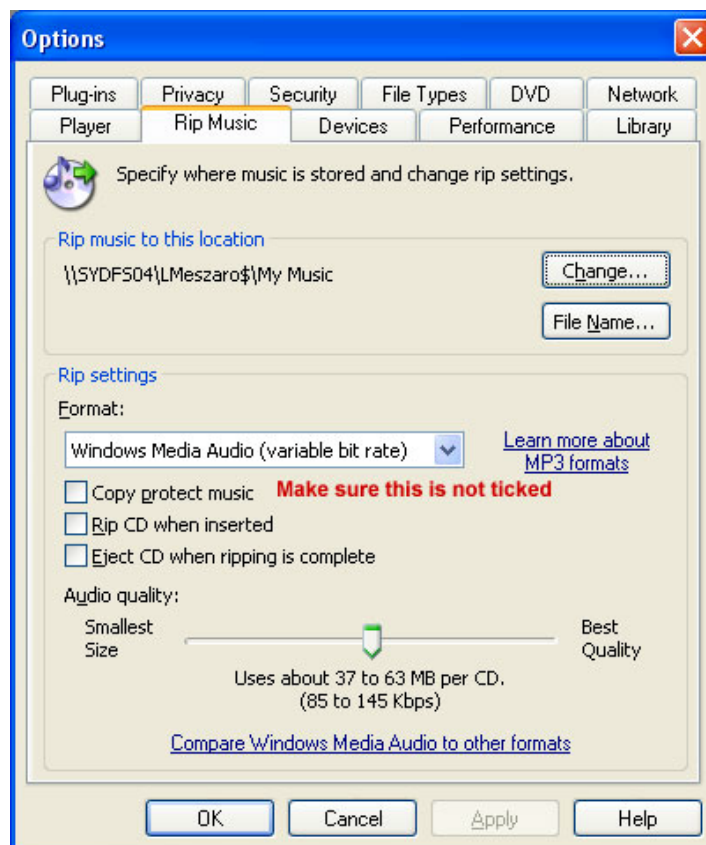 Options
Plug-ins Privacy Security File Types DVD Network
Player Rip Music Devices Performance Library
Specify where music is stored and change rip settings.
Rip music to this location
\\SYDFS04\LMeszaro$\My Music
Change...
File Name...
Rip settings
Format:
Windows Media Audio (variable bit rate)
Learn more about
MP3 formats
Copy protect music Make sure this is not ticked
Rip CD when inserted
Eject CD when ripping is complete
Audio quality:
Smallest
Size
Best
Quality
Uses about 37 to 63 MB per CD.
(85 to 145 Kbps)
Compare Windows Media Audio to other formats
OK Cancel Apply Help